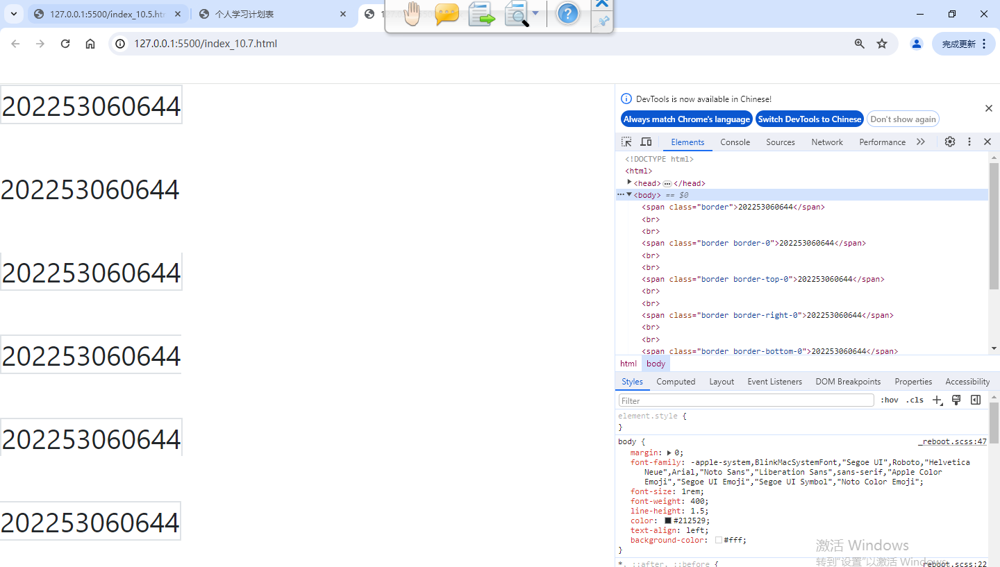 127.0.0.1:5500/index_10.5.htm
个人学习计划表
127.0.0.1:5500/index_10.7.html
完成更新
202253060644
202253060644
202253060644
202253060644
202253060644
202253060644
DevTools is now available in Chinese!
Always match Chrome's language
Switch DevTools to Chinese
Don't show again
Elements
Console
Sources
Network
Performance
<!DOCTYPE html>
<html>
<head> … </head>
<body> == $0
<span class="border">202253060644</span>
<br>
<br>
<span class="border border-0">202253060644</span>
<br>
<br>
<span class="border border-top-0">202253060644</span>
<br>
<br>
<span class="border border-right-0">202253060644</span>
<br>
<br>
<span class="border border-bottom-0">202253060644</span>
html
body
Styles
Computed
Layout
Event Listeners
DOM Breakpoints
Properties
Accessibility
Filter
:hov
.cls
element.style {
}
body {
_reboot.scss:47
margin: 0;
font-family: -apple-system,BlinkMacSystemFont,"Segoe UI",Roboto,"Helvetica
Neue",Arial,"Noto Sans","Liberation Sans",sans-serif,"Apple Color
Emoji","Segoe UI Emoji","Segoe UI Symbol","Noto Color Emoji";
font-size: 1rem;
font-weight: 400;
line-height: 1.5;
color: #212529;
text-align: left;
background-color: #fff;
}
激活 Windows
转到"设置"以激活 Windows。
*, ::after, ::before {
_reboot.scss:22